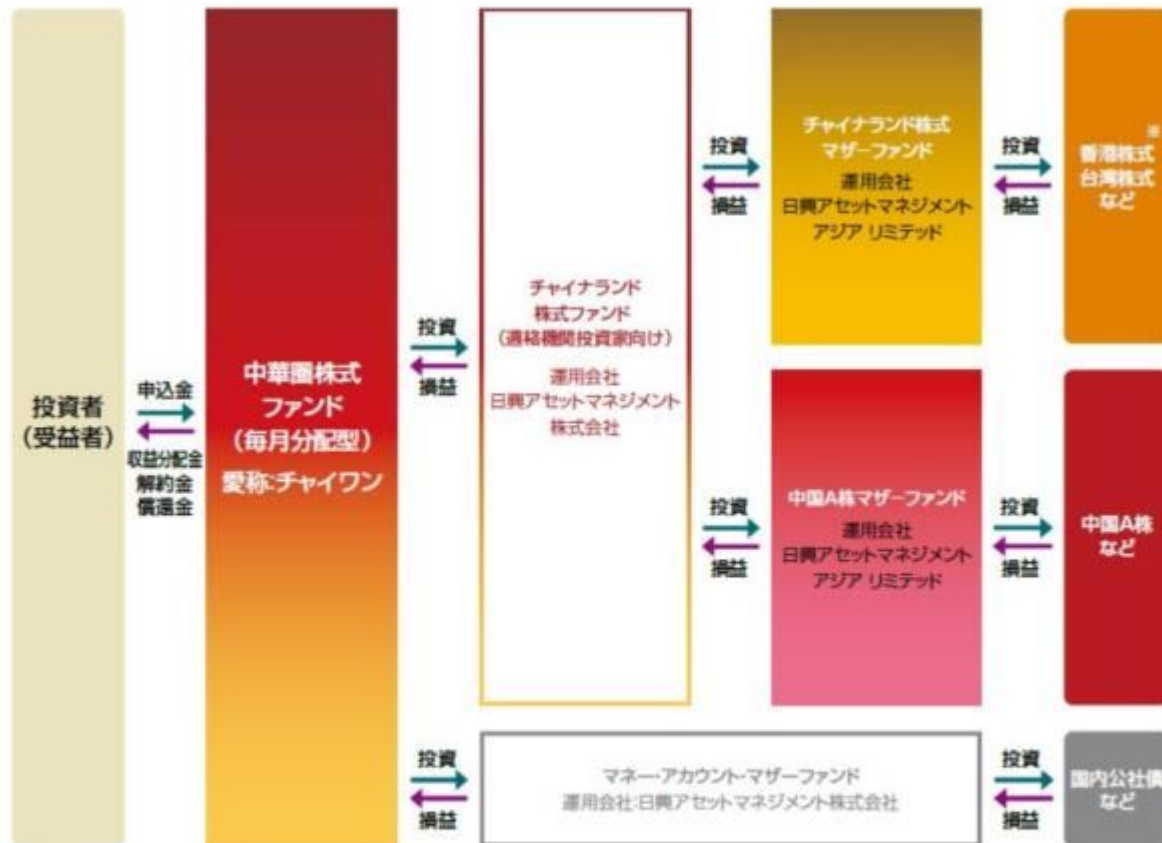 投資者
(受益者)
申込金
収益分配金
解約金
償還金
中華圏株式
ファンド
(毎月分配型)
愛称:チャイワン
投資
損益
チャイナランド
株式ファンド
(適格機関投資家向け)
運用会社
日興アセットマネジメント
株式会社
投資
損益
チャイナランド株式
マザーファンド
運用会社
日興アセットマネジメント
アジア リミテッド
投資
損益
※
香港株式
台湾株式
など
投資
損益
中国A株マザーファンド
運用会社
日興アセットマネジメント
アジア リミテッド
投資
損益
中国A株
など
投資
損益
マネー・アカウント・マザーファンド
運用会社:日興アセットマネジメント株式会社
投資
損益
国内公社債
など